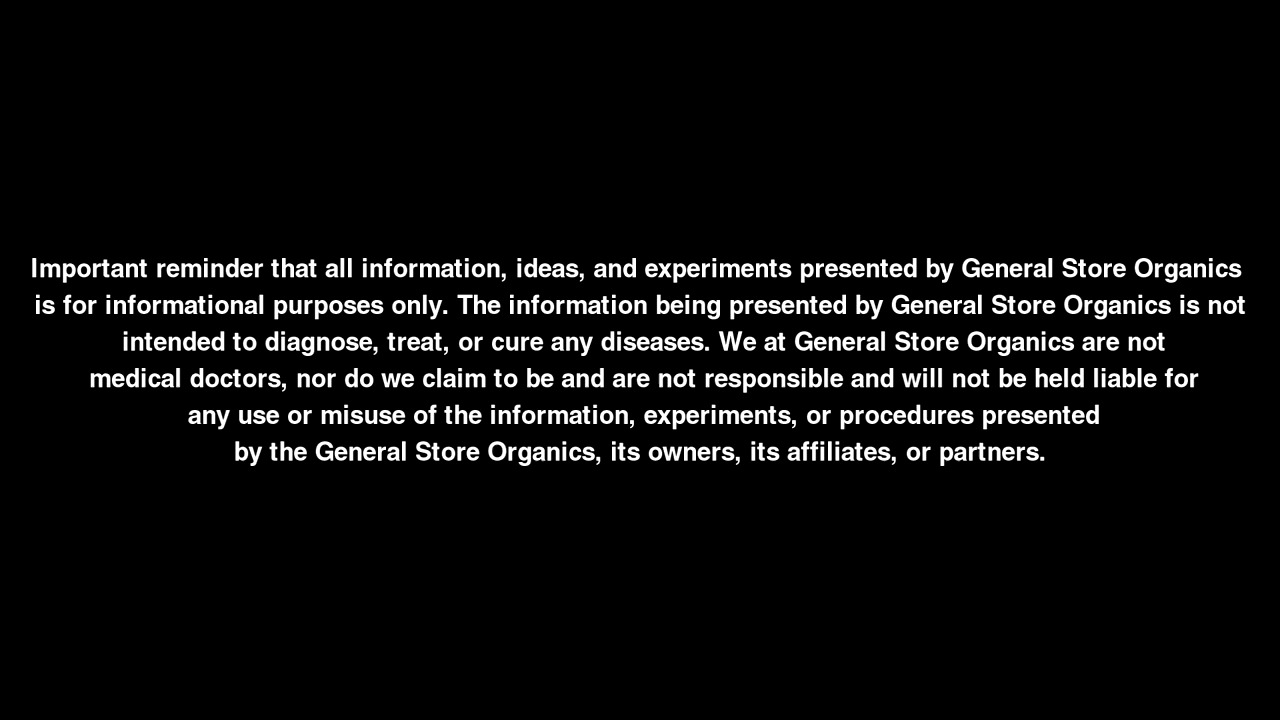 Important reminder that all information, ideas, and experiments presented by General Store Organics
is for informational purposes only. The information being presented by General Store Organics is not
intended to diagnose, treat, or cure any diseases. We at General Store Organics are not
medical doctors, nor do we claim to be and are not responsible and will not be held liable for
any use or misuse of the information, experiments, or procedures presented
by the General Store Organics, its owners, its affiliates, or partners.